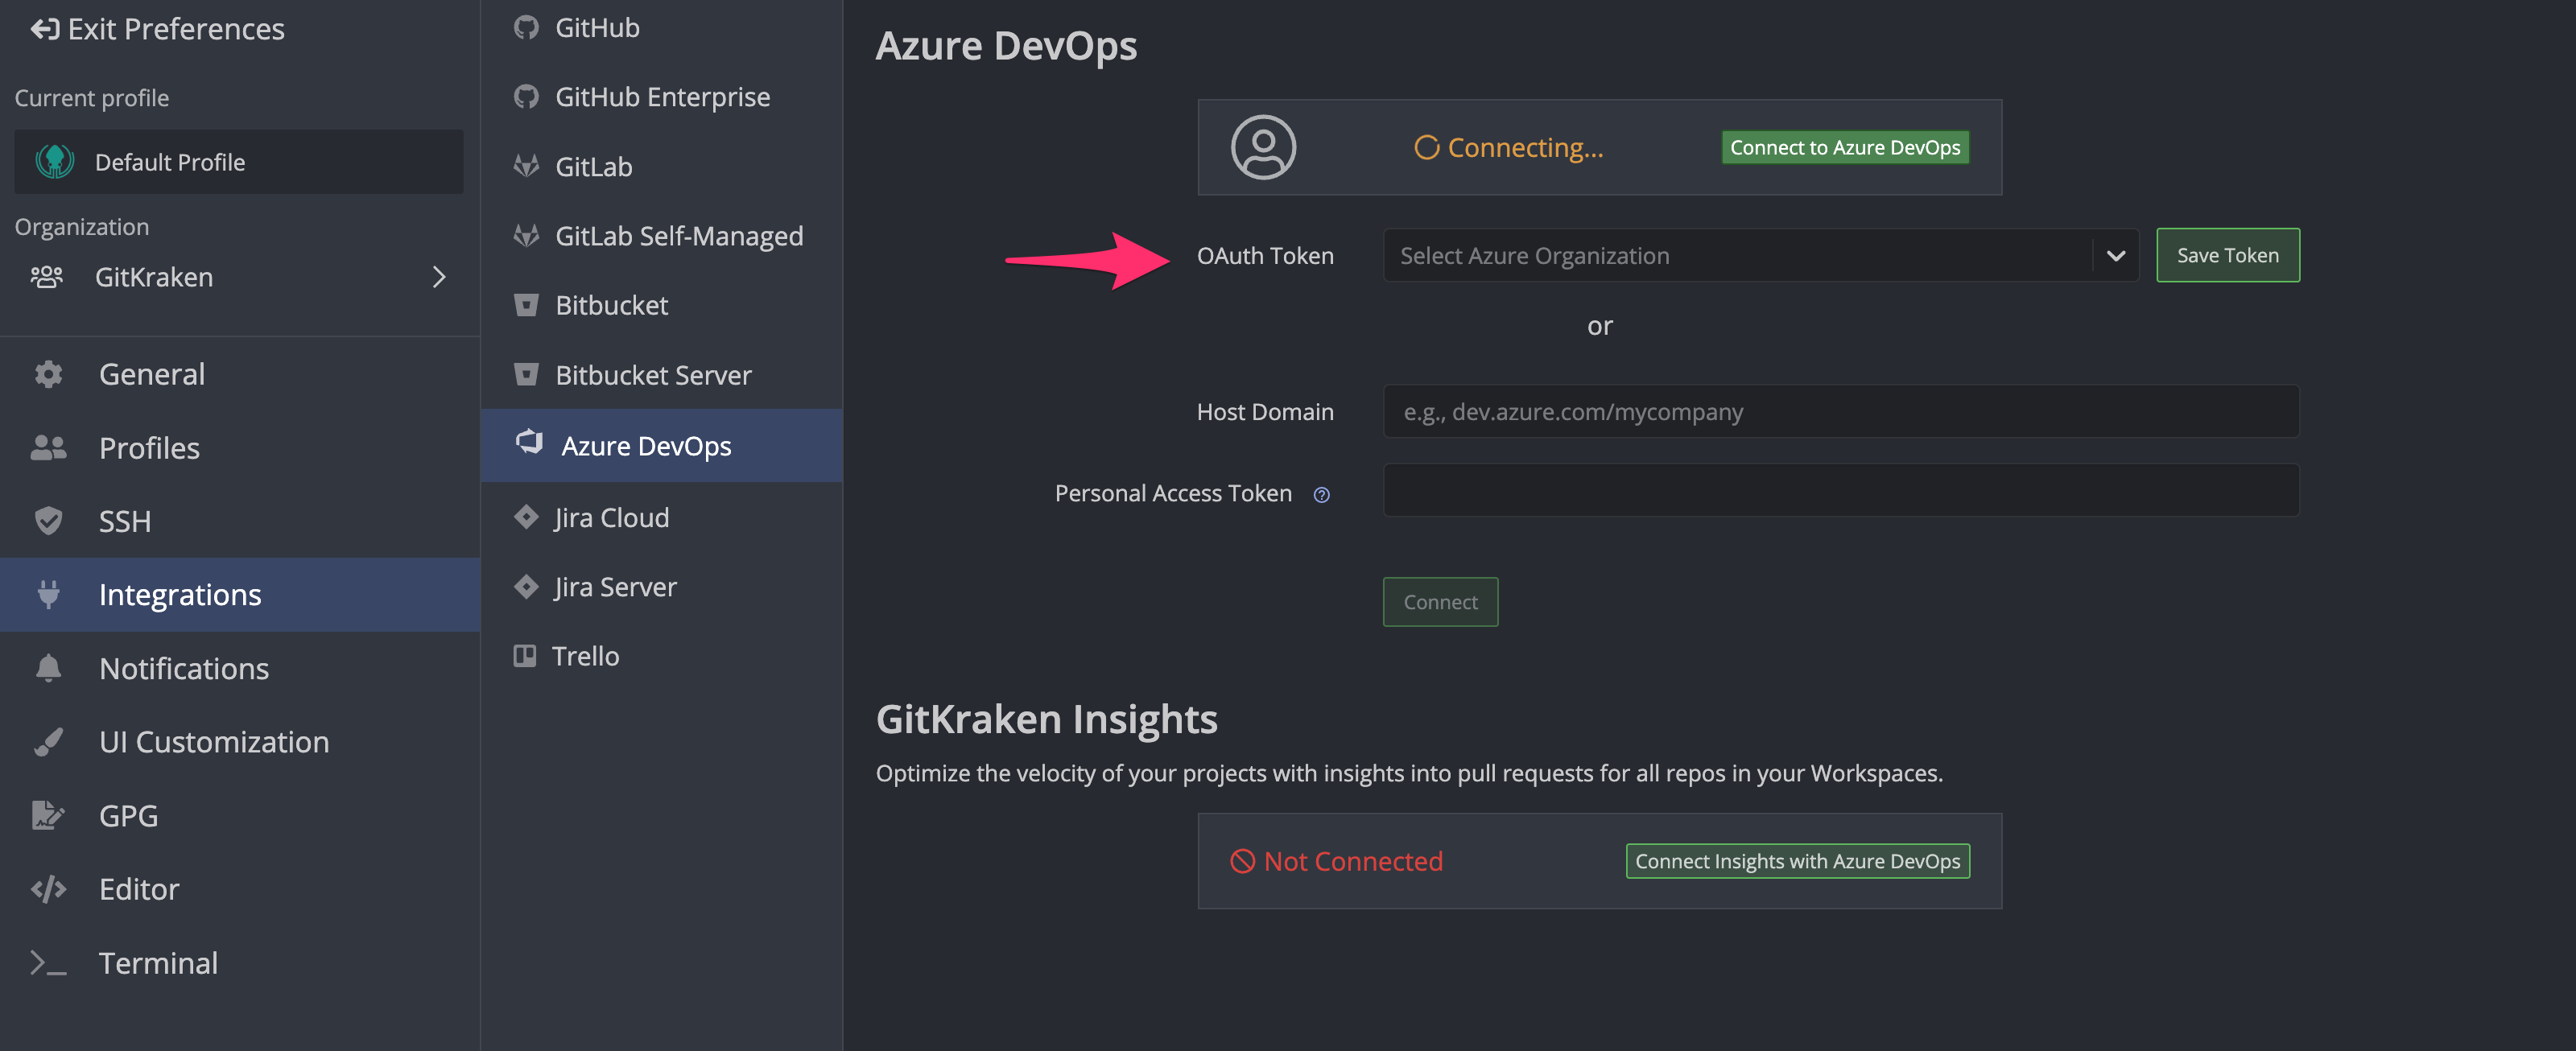 Exit Preferences
Current profile
Default Profile
Organization
GitKraken
General
Profiles
SSH
Integrations
Notifications
UI Customization
GPG
Editor
Terminal
GitHub
GitHub Enterprise
GitLab
GitLab Self-Managed
Bitbucket
Bitbucket Server
Azure DevOps
Jira Cloud
Jira Server
Trello
Azure DevOps
Connecting... Connect to Azure DevOps
OAuth Token Select Azure Organization Save Token
or
Host Domain e.g., dev.azure.com/mycompany
Personal Access Token
Connect
GitKraken Insights
Optimize the velocity of your projects with insights into pull requests for all repos in your Workspaces.
Not Connected Connect Insights with Azure DevOps